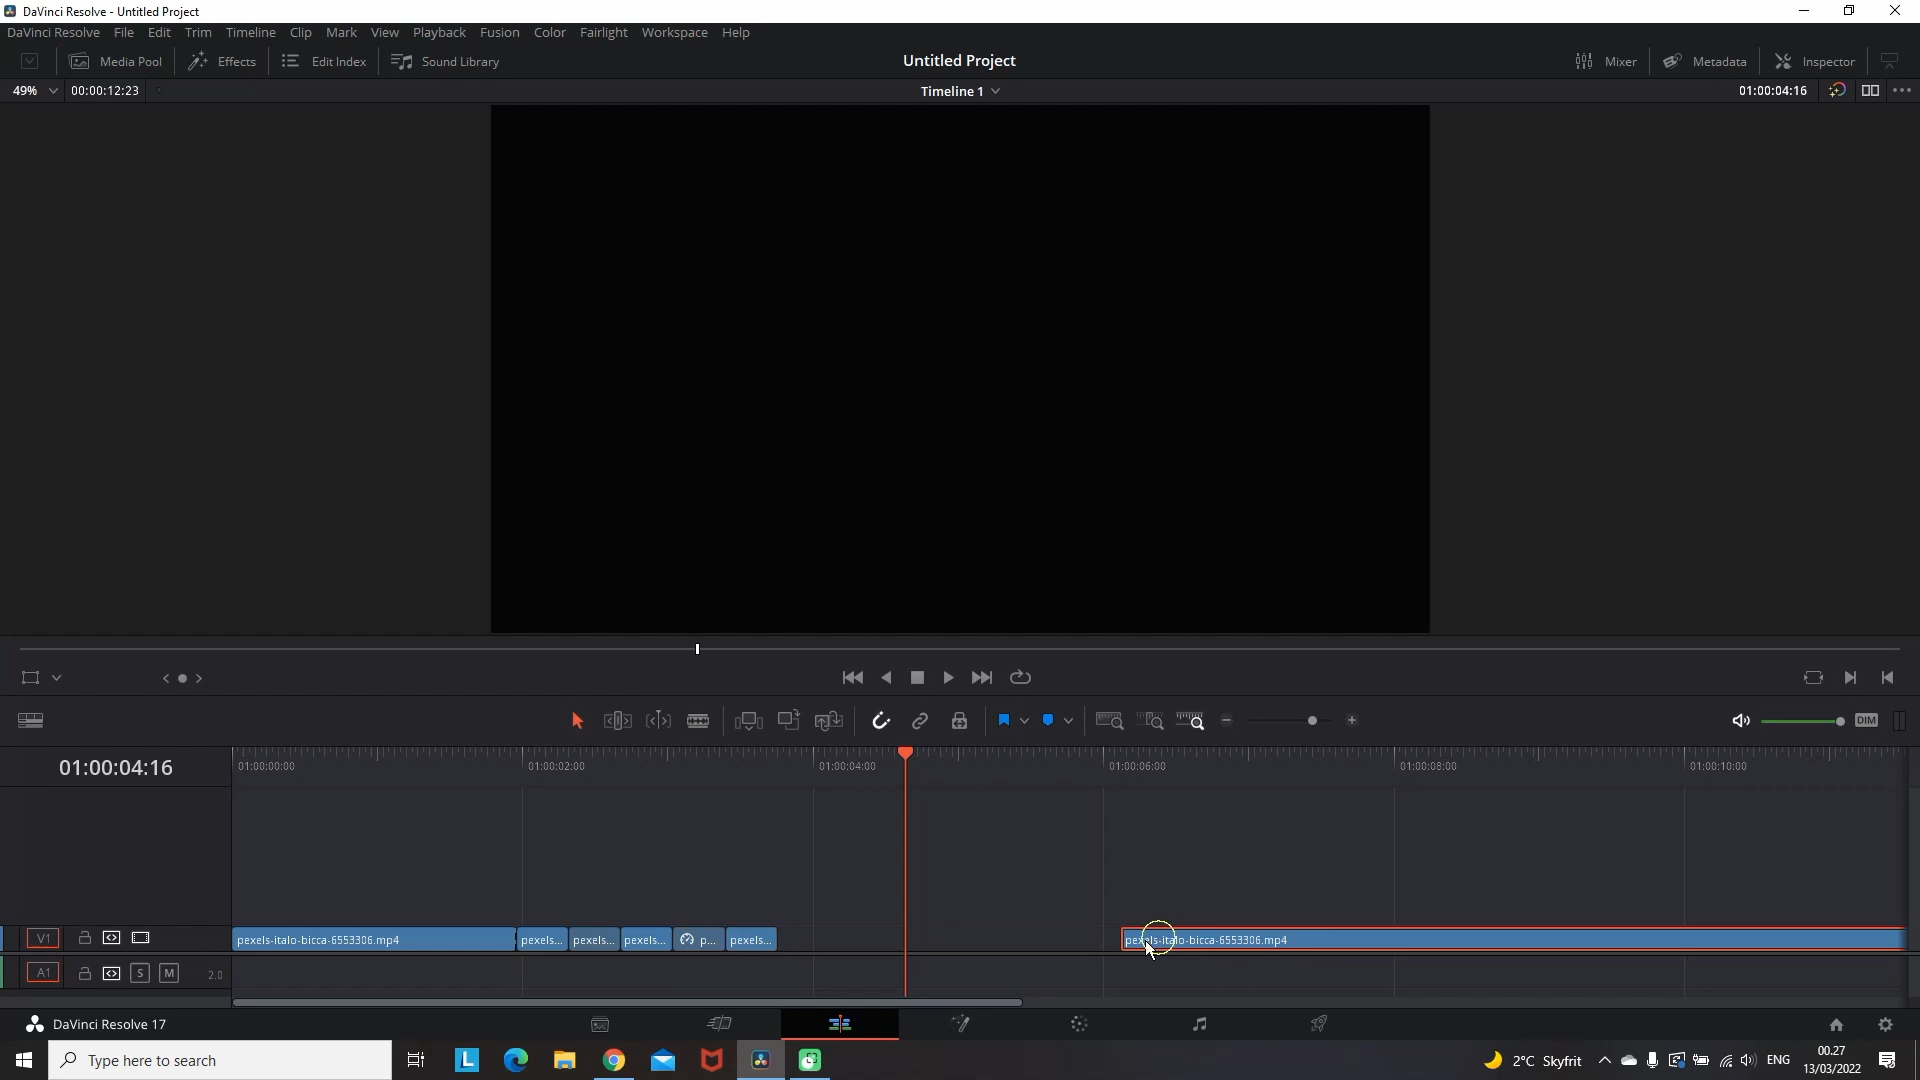 DaVinci Resolve - Untitled Project
DaVinci Resolve File Edit Trim Timeline Clip Mark View Playback Fusion Color Fairlight Workspace Help
Media Pool Effects Edit Index Sound Library Untitled Project Mixer Metadata Inspector
49% 00:00:12:23 Timeline 1 01:00:04:16
DIM
01:00:04:16 01:00:00:00 01:00:02:00 01:00:04:00 01:00:06:00 01:00:08:00 01:00:10:00
V1 pexels-italo-bicca-6553306.mp4 pexels... pexels... pexels... p... pexels... pexels-italo-bicca-6553306.mp4
A1 S M 2.0
DaVinci Resolve 17
Type here to search L 2°C Skyfrit ENG 00.27
13/03/2022